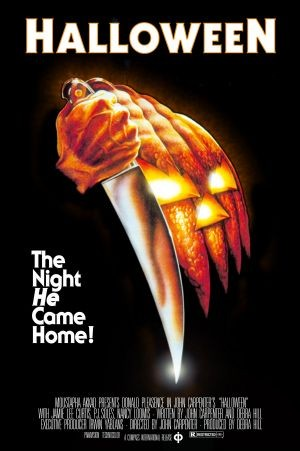 HALLOWEEN
The
Night
He
Came
Home!
MOUSTAPHA AKKAD PRESENTS DONALD PLEASENCE IN JOHN CARPENTER'S "HALLOWEEN"
WITH JAMIE LEE CURTIS, P.J. SOLES, NANCY LOOMIS · WRITTEN BY JOHN CARPENTER AND DEBRA HILL
EXECUTIVE PRODUCER IRWIN YABLANS · DIRECTED BY JOHN CARPENTER · PRODUCED BY DEBRA HILL
PANAVISION TECHNICOLOR A COMPASS INTERNATIONAL RELEASE R RESTRICTED